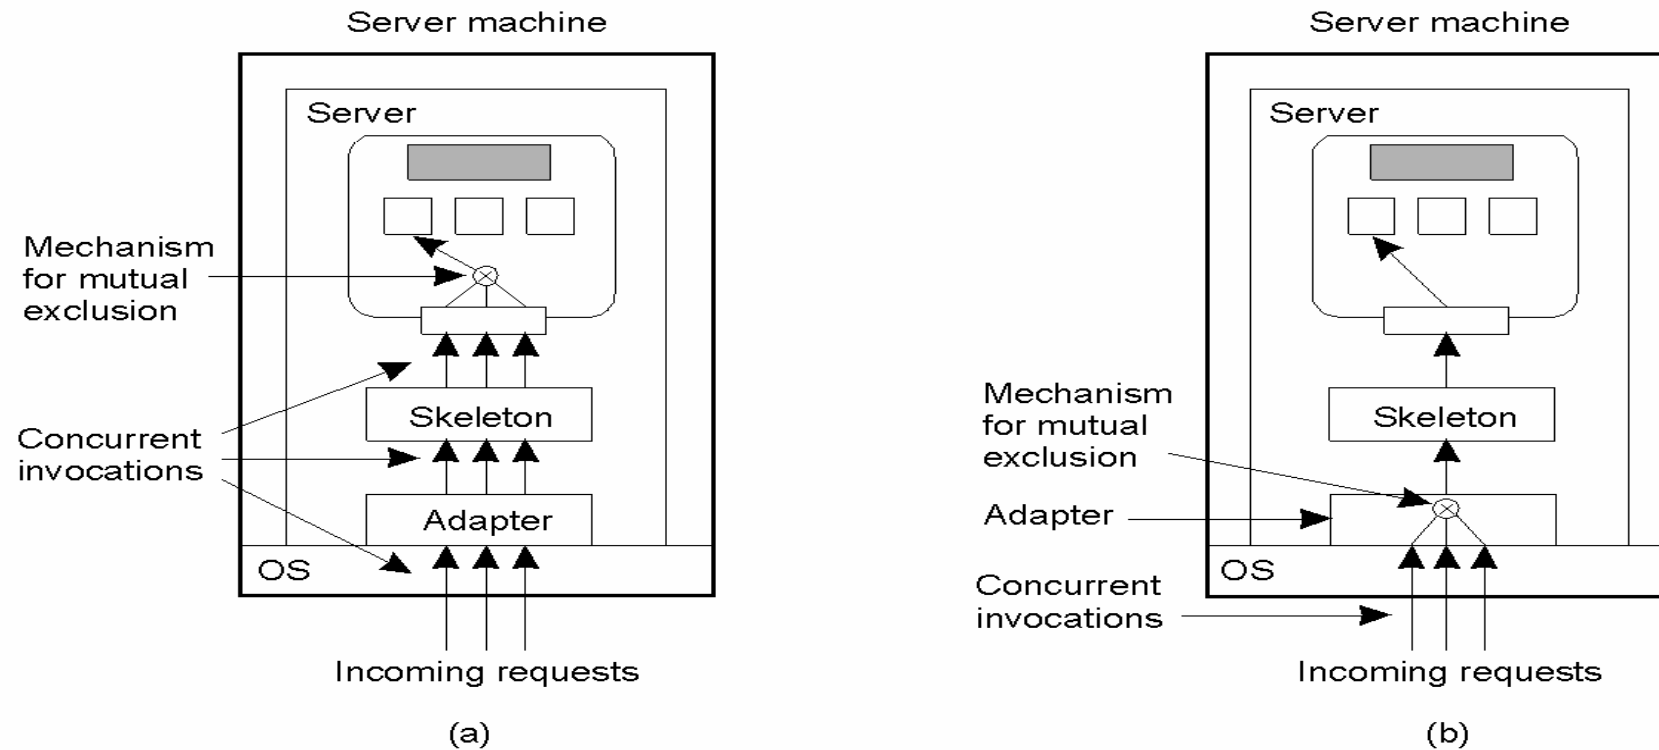 Server machine
Server
Mechanism
for mutual
exclusion
Skeleton
Concurrent
invocations
Adapter
OS
Incoming requests
(a)
Server machine
Server
Mechanism
for mutual
exclusion
Skeleton
Adapter
OS
Concurrent
invocations
Incoming requests
(b)